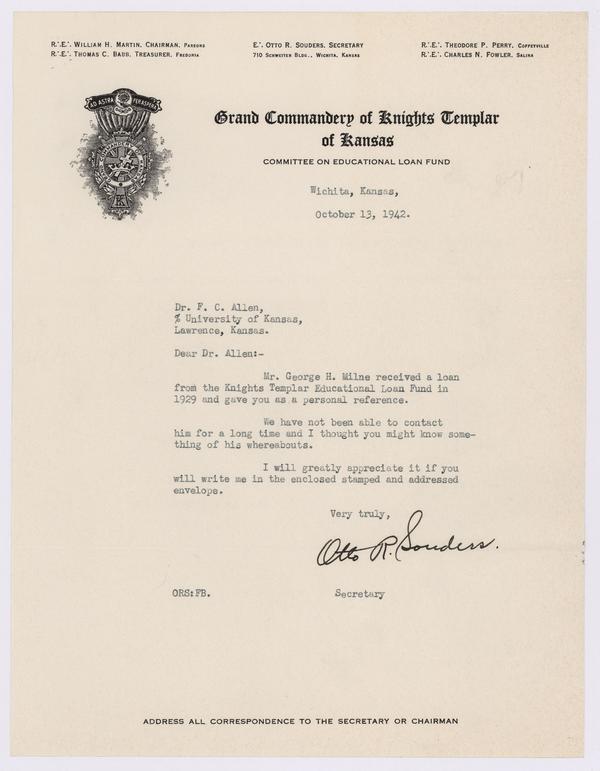 R∴E∴ William H. Martin, Chairman, Parsons
R∴E∴ Thomas C. Babb, Treasurer, Fredonia
E∴ Otto R. Souders, Secretary
710 Schweiter Bldg., Wichita, Kansas
R∴E∴ Theodore P. Perry, Coffeyville
R∴E∴ Charles N. Fowler, Salina
AD ASTRA PER ASPERA
Grand Commandery of Knights Templar
of Kansas
COMMITTEE ON EDUCATIONAL LOAN FUND
Wichita, Kansas,
October 13, 1942.
Dr. F. C. Allen,
% University of Kansas,
Lawrence, Kansas.
Dear Dr. Allen:-
Mr. George H. Milne received a loan
from the Knights Templar Educational Loan Fund in
1929 and gave you as a personal reference.
We have not been able to contact
him for a long time and I thought you might know some-
thing of his whereabouts.
I will greatly appreciate it if you
will write me in the enclosed stamped and addressed
envelope.
Very truly,
Otto R. Souders.
ORS:FB.
Secretary
ADDRESS ALL CORRESPONDENCE TO THE SECRETARY OR CHAIRMAN